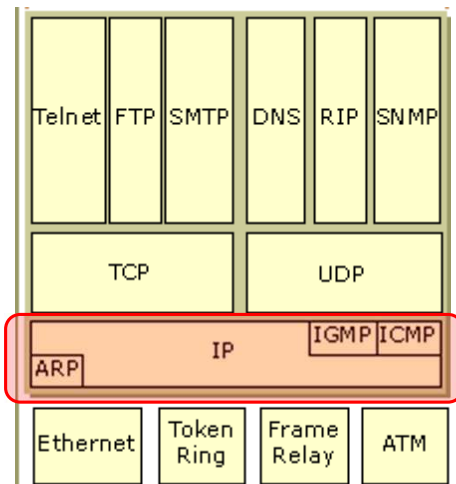 Telnet FTP SMTP DNS RIP SNMP
TCP UDP
IP IGMP ICMP
ARP
Ethernet Token Ring Frame Relay ATM